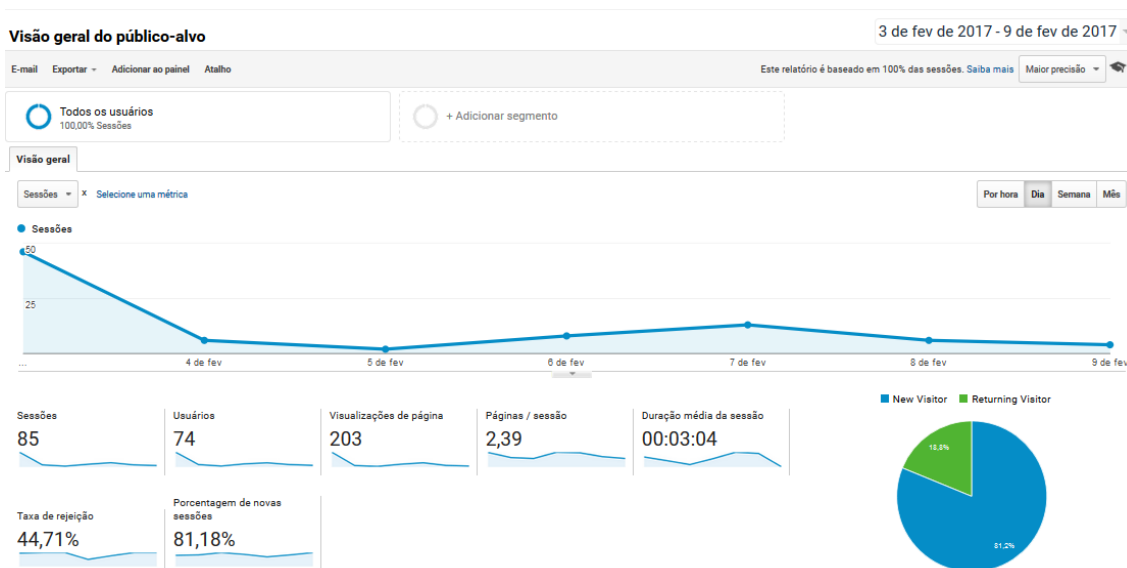 Visão geral do público-alvo
3 de fev de 2017 - 9 de fev de 2017
E-mail Exportar Adicionar ao painel Atalho
Este relatório é baseado em 100% das sessões. Saiba mais Maior precisão
Todos os usuários
100,00% Sessões
+ Adicionar segmento
Visão geral
Sessões x Selecione uma métrica
Por hora Dia Semana Mês
Sessões
50
25
... 4 de fev 5 de fev 6 de fev 7 de fev 8 de fev 9 de fev
New Visitor Returning Visitor
Sessões Usuários Visualizações de página Páginas / sessão Duração média da sessão
85 74 203 2,39 00:03:04
18,8%
81,2%
Taxa de rejeição
44,71%
Porcentagem de novas
sessões
81,18%